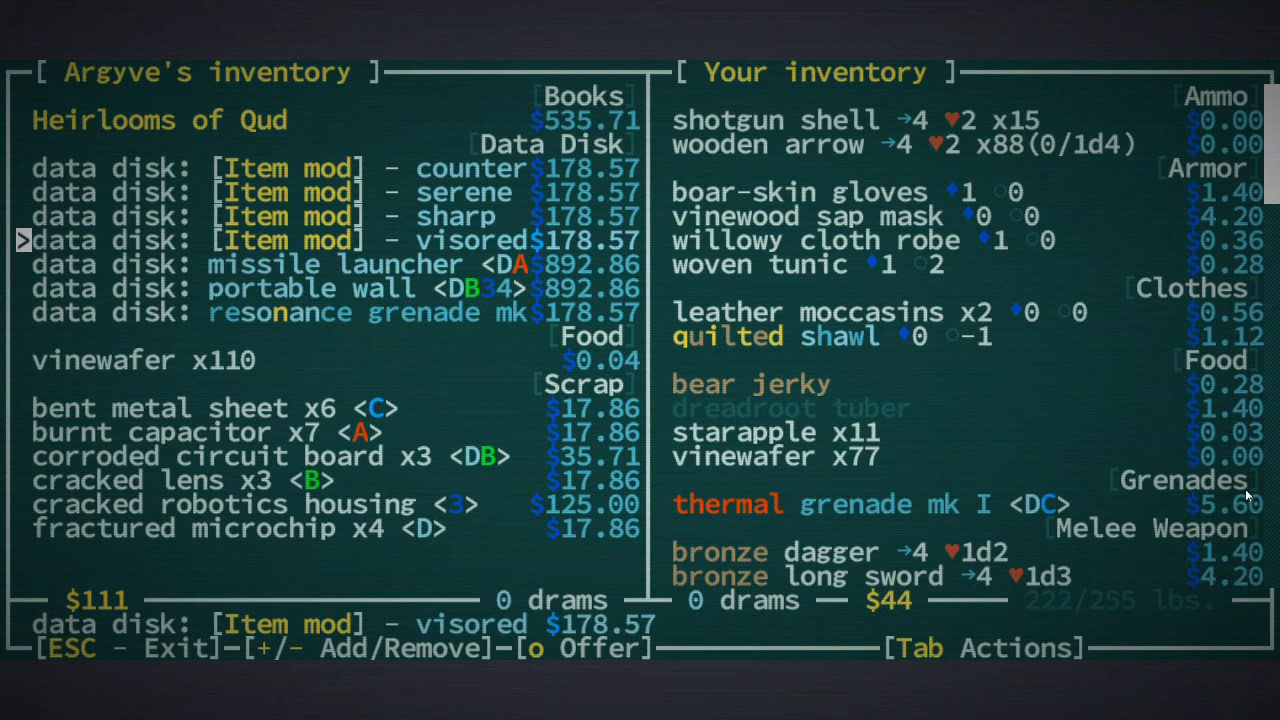 [ Argyve's inventory ]
[Books]
Heirlooms of Qud $535.71
[Data Disk]
data disk: [Item mod] - counter $178.57
data disk: [Item mod] - serene $178.57
data disk: [Item mod] - sharp $178.57
>data disk: [Item mod] - visored $178.57
data disk: missile launcher <DA $892.86
data disk: portable wall <DB34> $892.86
data disk: resonance grenade mk $178.57
[Food]
vinewafer x110 $0.04
[Scrap]
bent metal sheet x6 <C> $17.86
burnt capacitor x7 <A> $17.86
corroded circuit board x3 <DB> $35.71
cracked lens x3 <B> $17.86
cracked robotics housing <3> $125.00
fractured microchip x4 <D> $17.86
$111 0 drams
[ Your inventory ]
[Ammo]
shotgun shell →4 ♥2 x15 $0.00
wooden arrow →4 ♥2 x88(0/1d4) $0.00
[Armor]
boar-skin gloves ♦1 ○0 $1.40
vinewood sap mask ♦0 ○0 $4.20
willowy cloth robe ♦1 ○0 $0.36
woven tunic ♦1 ○2 $0.28
[Clothes]
leather moccasins x2 ♦0 ○0 $0.56
quilted shawl ♦0 ○-1 $1.12
[Food]
bear jerky $0.28
dreadroot tuber $1.40
starapple x11 $0.03
vinewafer x77 $0.00
[Grenades]
thermal grenade mk I <DC> $5.60
[Melee Weapon]
bronze dagger →4 ♥1d2 $1.40
bronze long sword →4 ♥1d3 $4.20
0 drams $44 222/255 lbs.
data disk: [Item mod] - visored $178.57
[ESC - Exit] [+/- Add/Remove] [o Offer] [Tab Actions]